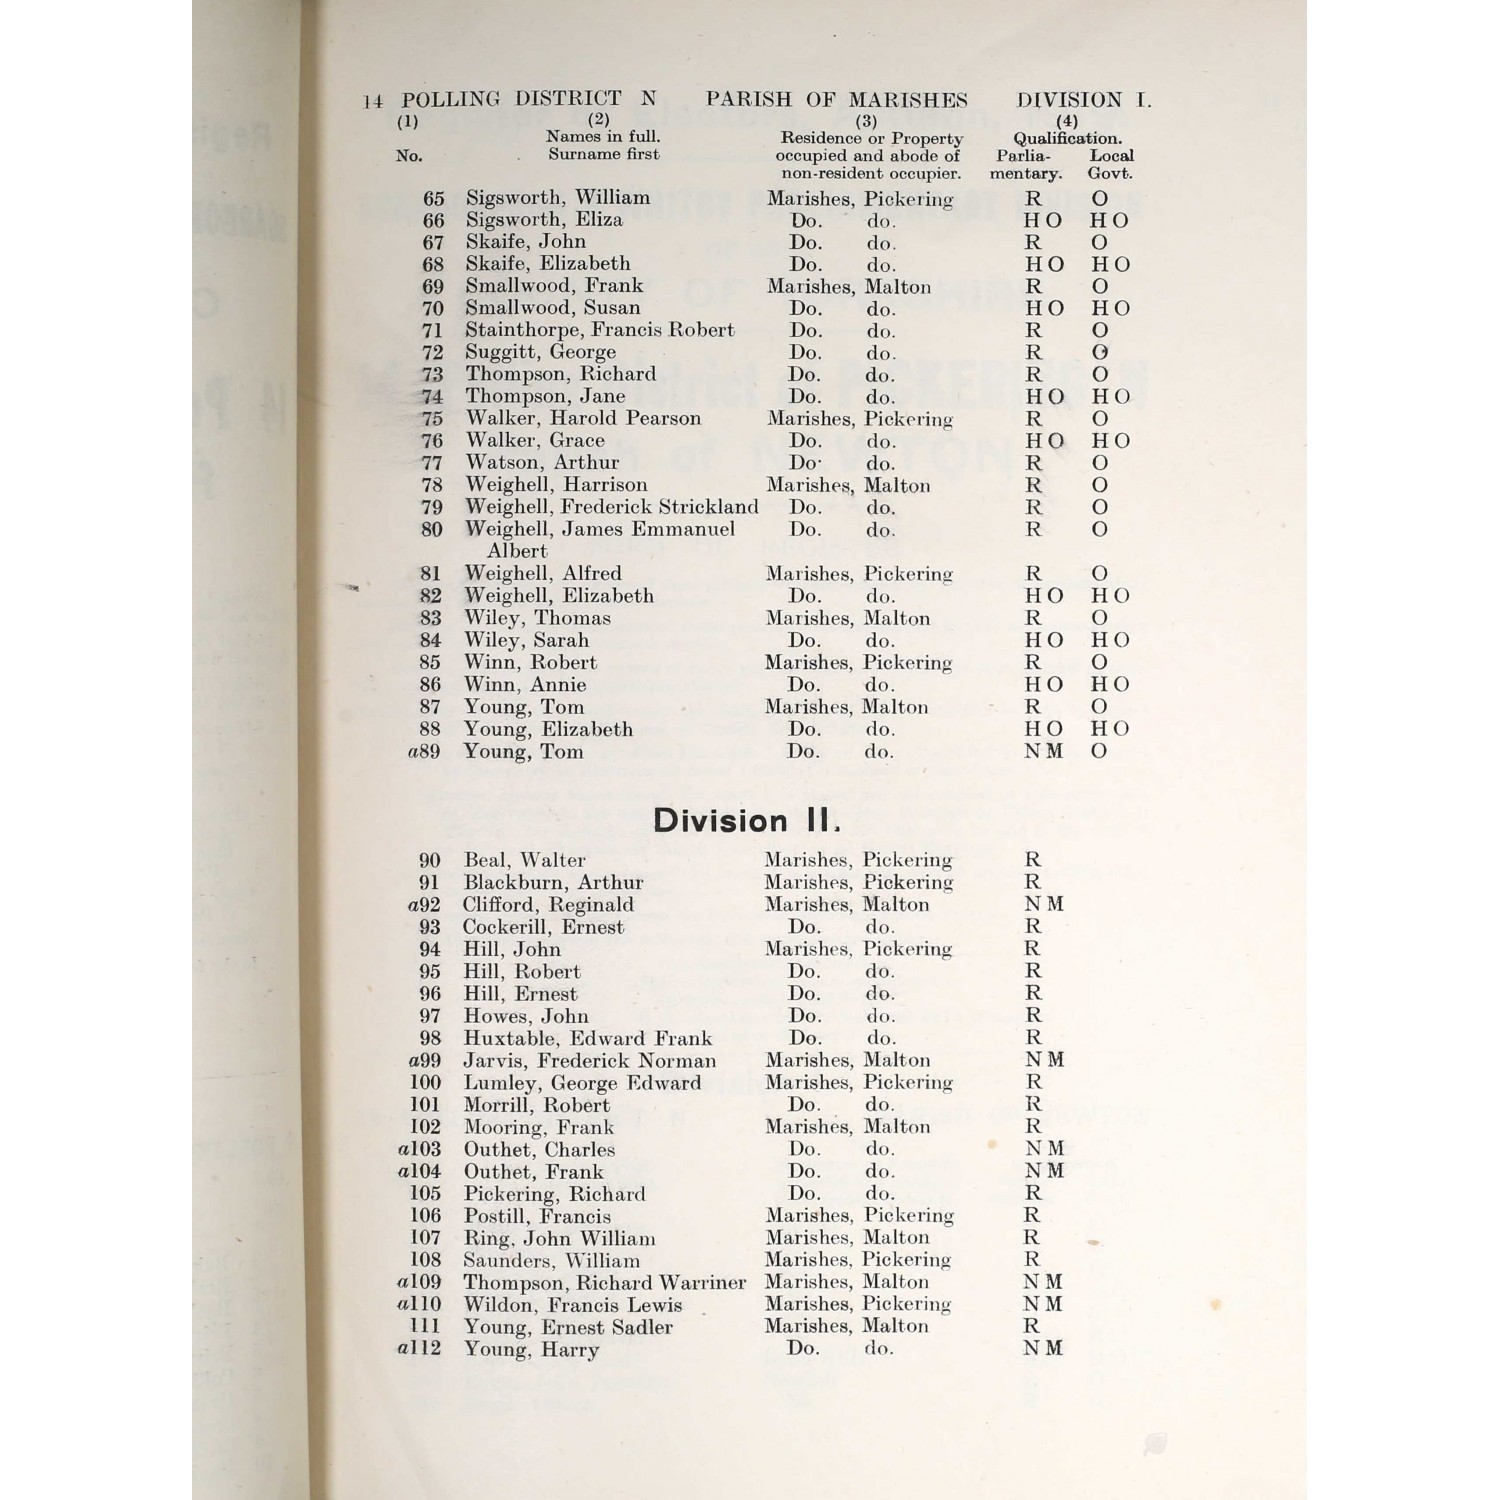 14 POLLING DISTRICT N PARISH OF MARISHES DIVISION I.
(1) (2) (3) (4)
Names in full. Residence or Property Qualification.
No. Surname first occupied and abode of Parlia- Local
non-resident occupier. mentary. Govt.
65 Sigsworth, William Marishes, Pickering R O
66 Sigsworth, Eliza Do. do. H O H O
67 Skaife, John Do. do. R O
68 Skaife, Elizabeth Do. do. H O H O
69 Smallwood, Frank Marishes, Malton R O
70 Smallwood, Susan Do. do. H O H O
71 Stainthorpe, Francis Robert Do. do. R O
72 Suggitt, George Do. do. R O
73 Thompson, Richard Do. do. R O
74 Thompson, Jane Do. do. H O H O
75 Walker, Harold Pearson Marishes, Pickering R O
76 Walker, Grace Do. do. H O H O
77 Watson, Arthur Do. do. R O
78 Weighell, Harrison Marishes, Malton R O
79 Weighell, Frederick Strickland Do. do. R O
80 Weighell, James Emmanuel Do. do. R O
Albert
81 Weighell, Alfred Marishes, Pickering R O
82 Weighell, Elizabeth Do. do. H O H O
83 Wiley, Thomas Marishes, Malton R O
84 Wiley, Sarah Do. do. H O H O
85 Winn, Robert Marishes, Pickering R O
86 Winn, Annie Do. do. H O H O
87 Young, Tom Marishes, Malton R O
88 Young, Elizabeth Do. do. H O H O
a89 Young, Tom Do. do. N M O
Division II.
90 Beal, Walter Marishes, Pickering R
91 Blackburn, Arthur Marishes, Pickering R
a92 Clifford, Reginald Marishes, Malton N M
93 Cockerill, Ernest Do. do. R
94 Hill, John Marishes, Pickering R
95 Hill, Robert Do. do. R
96 Hill, Ernest Do. do. R
97 Howes, John Do. do. R
98 Huxtable, Edward Frank Do. do. R
a99 Jarvis, Frederick Norman Marishes, Malton N M
100 Lumley, George Edward Marishes, Pickering R
101 Morrill, Robert Do. do. R
102 Mooring, Frank Marishes, Malton R
a103 Outhet, Charles Do. do. N M
a104 Outhet, Frank Do. do. N M
105 Pickering, Richard Do. do. R
106 Postill, Francis Marishes, Pickering R
107 Ring, John William Marishes, Malton R
108 Saunders, William Marishes, Pickering R
a109 Thompson, Richard Warriner Marishes, Malton N M
a110 Wildon, Francis Lewis Marishes, Pickering N M
111 Young, Ernest Sadler Marishes, Malton R
a112 Young, Harry Do. do. N M